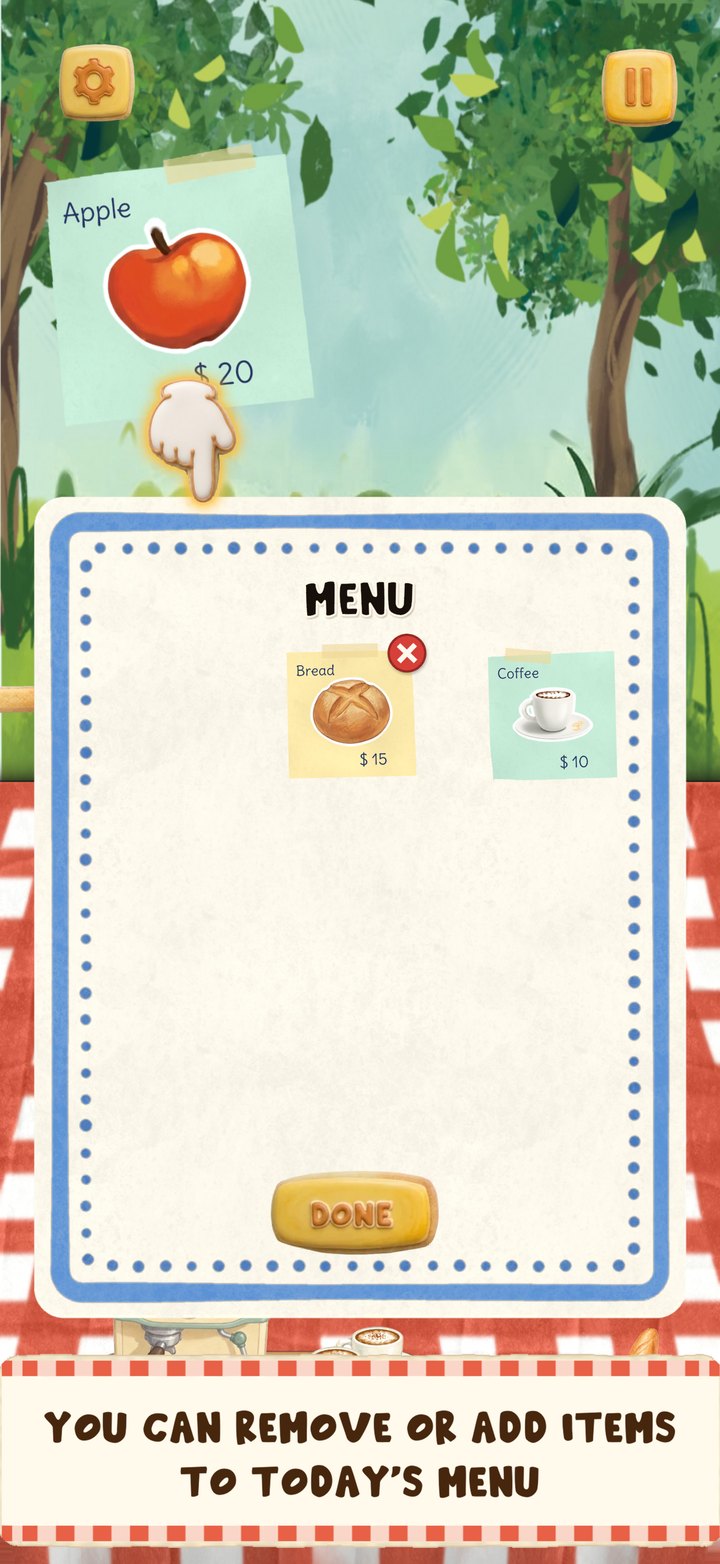 Apple
$ 20
MENU
Bread
$ 15
Coffee
$ 10
DONE
YOU CAN REMOVE OR ADD ITEMS
TO TODAY'S MENU